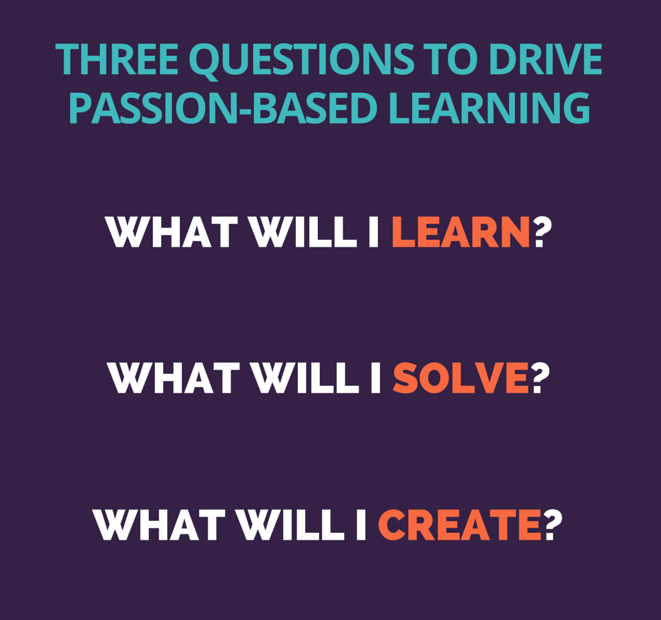 THREE QUESTIONS TO DRIVE
PASSION-BASED LEARNING
WHAT WILL I LEARN?
WHAT WILL I SOLVE?
WHAT WILL I CREATE?